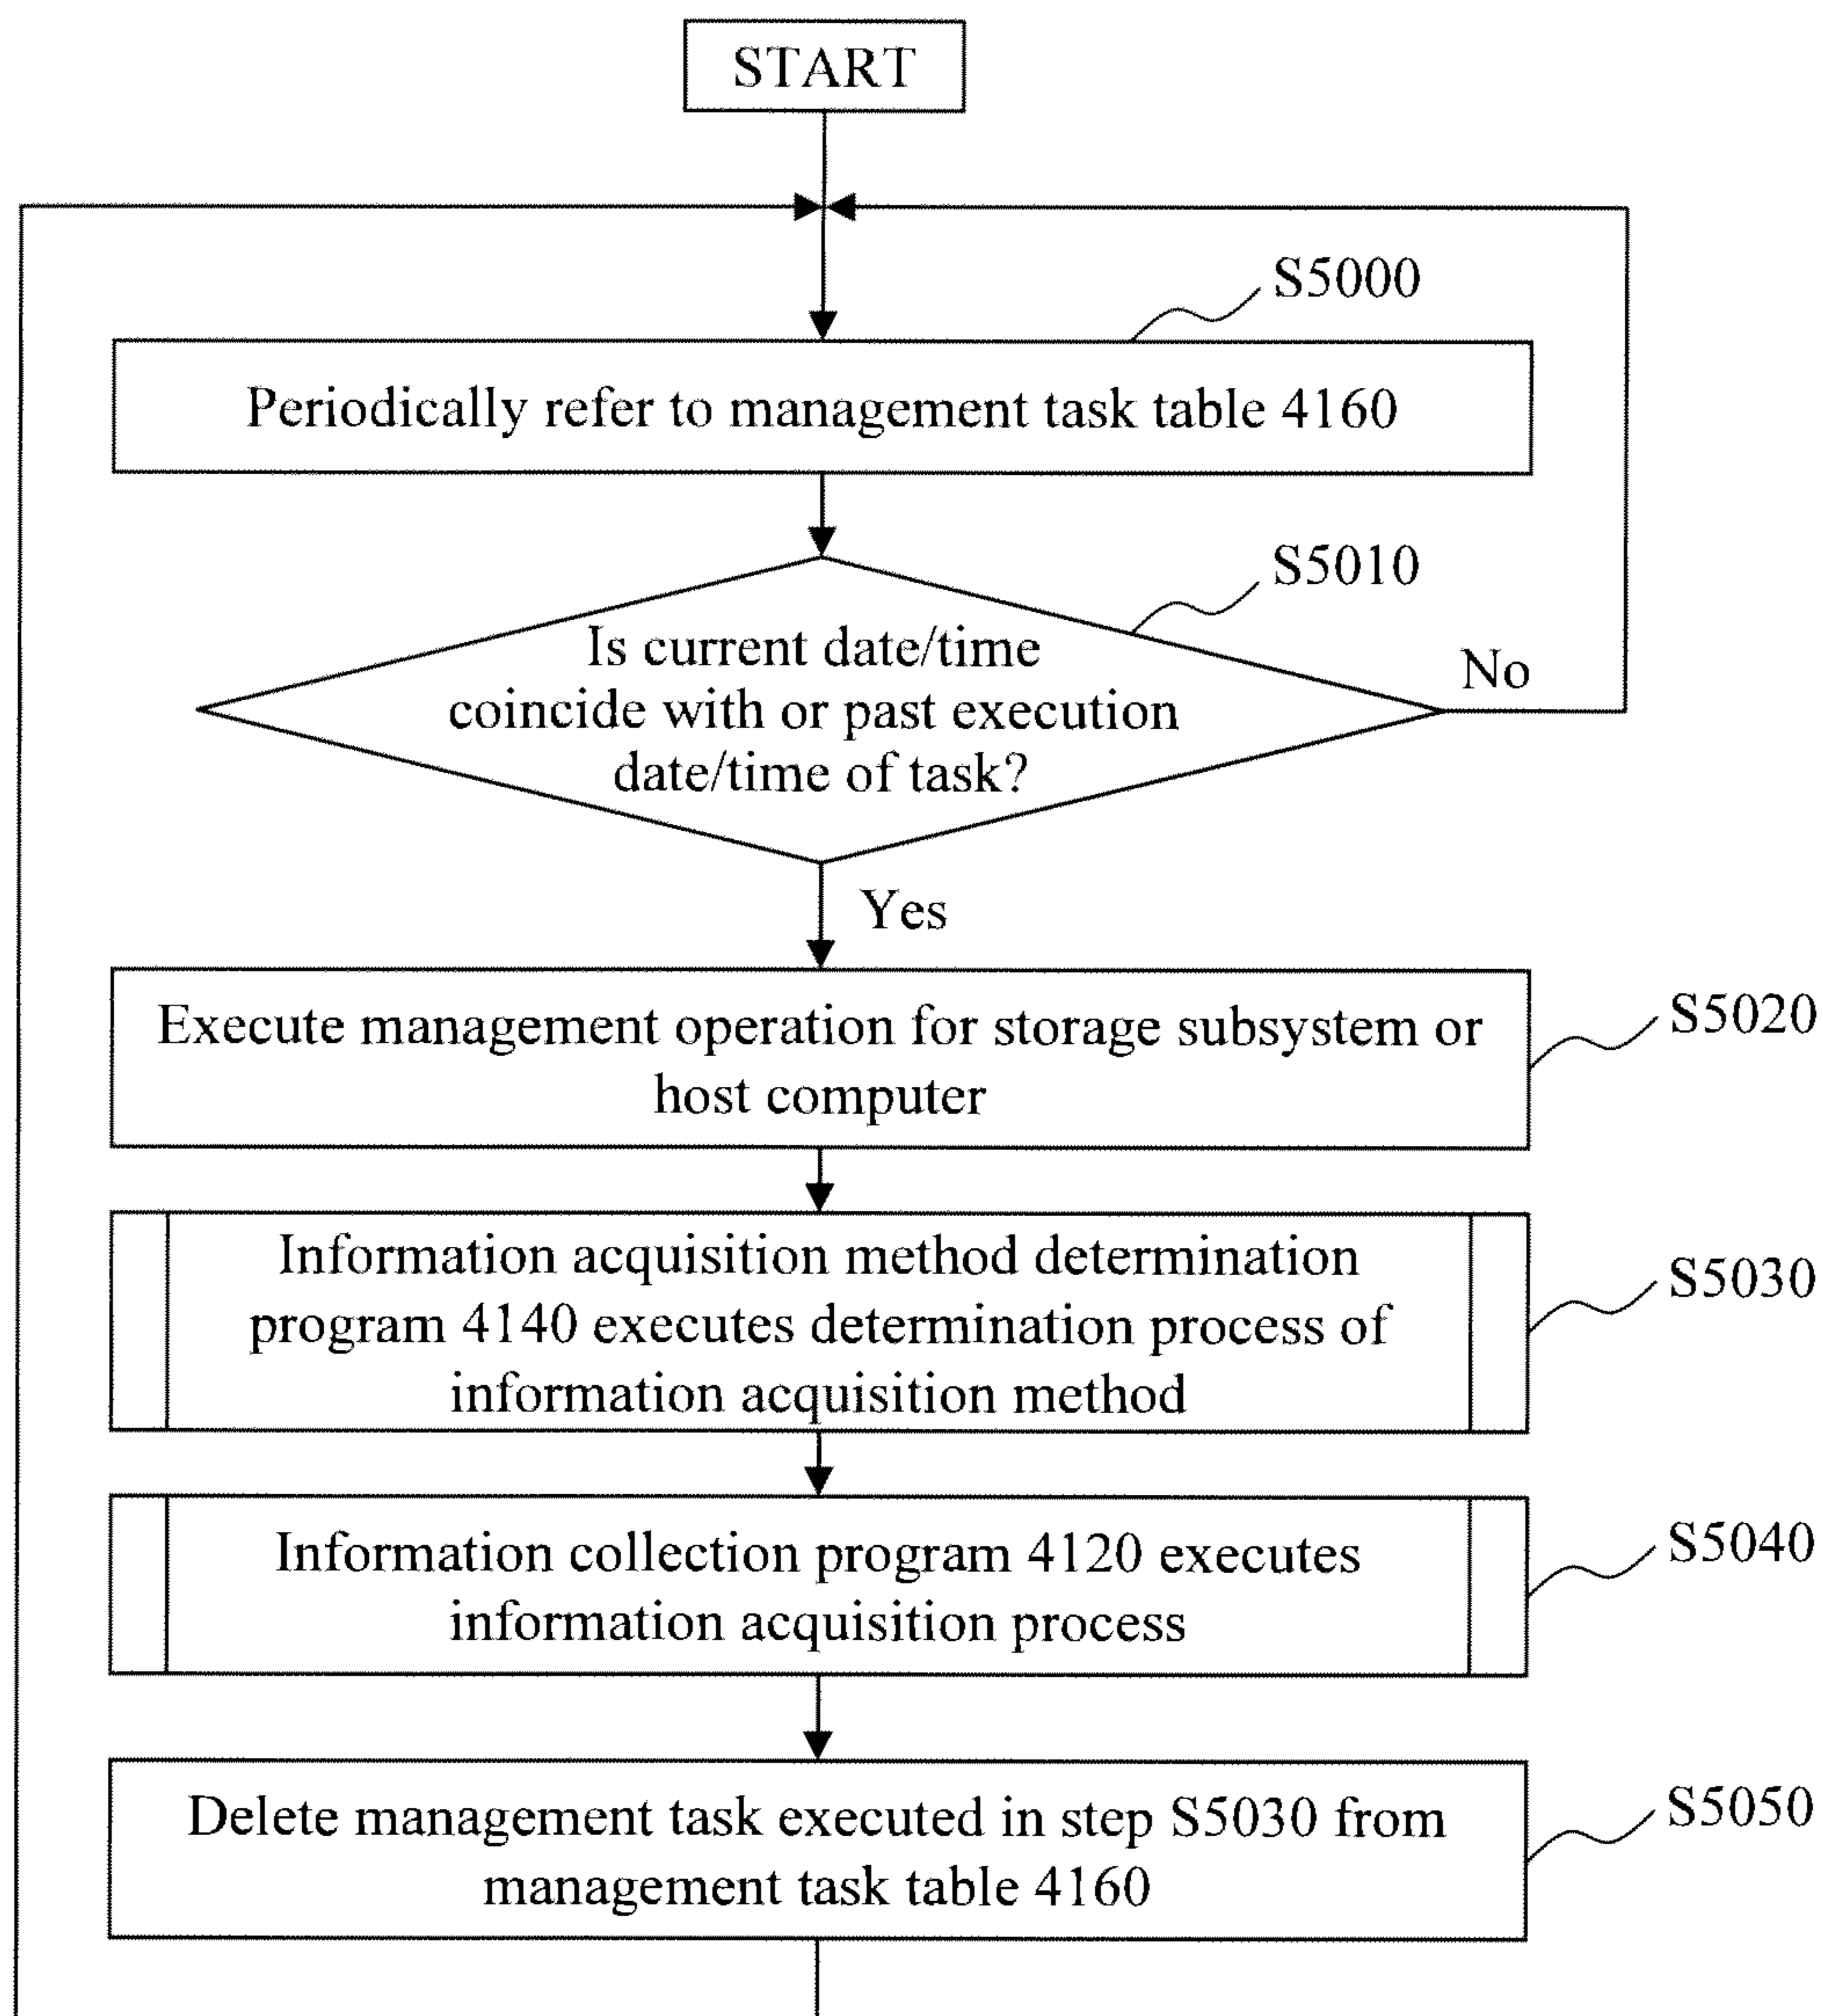 START
S5000
Periodically refer to management task table 4160
S5010
Is current date/time
coincide with or past execution
date/time of task?
No
Yes
Execute management operation for storage subsystem or
host computer
S5020
Information acquisition method determination
program 4140 executes determination process of
information acquisition method
S5030
Information collection program 4120 executes
information acquisition process
S5040
Delete management task executed in step S5030 from
management task table 4160
S5050